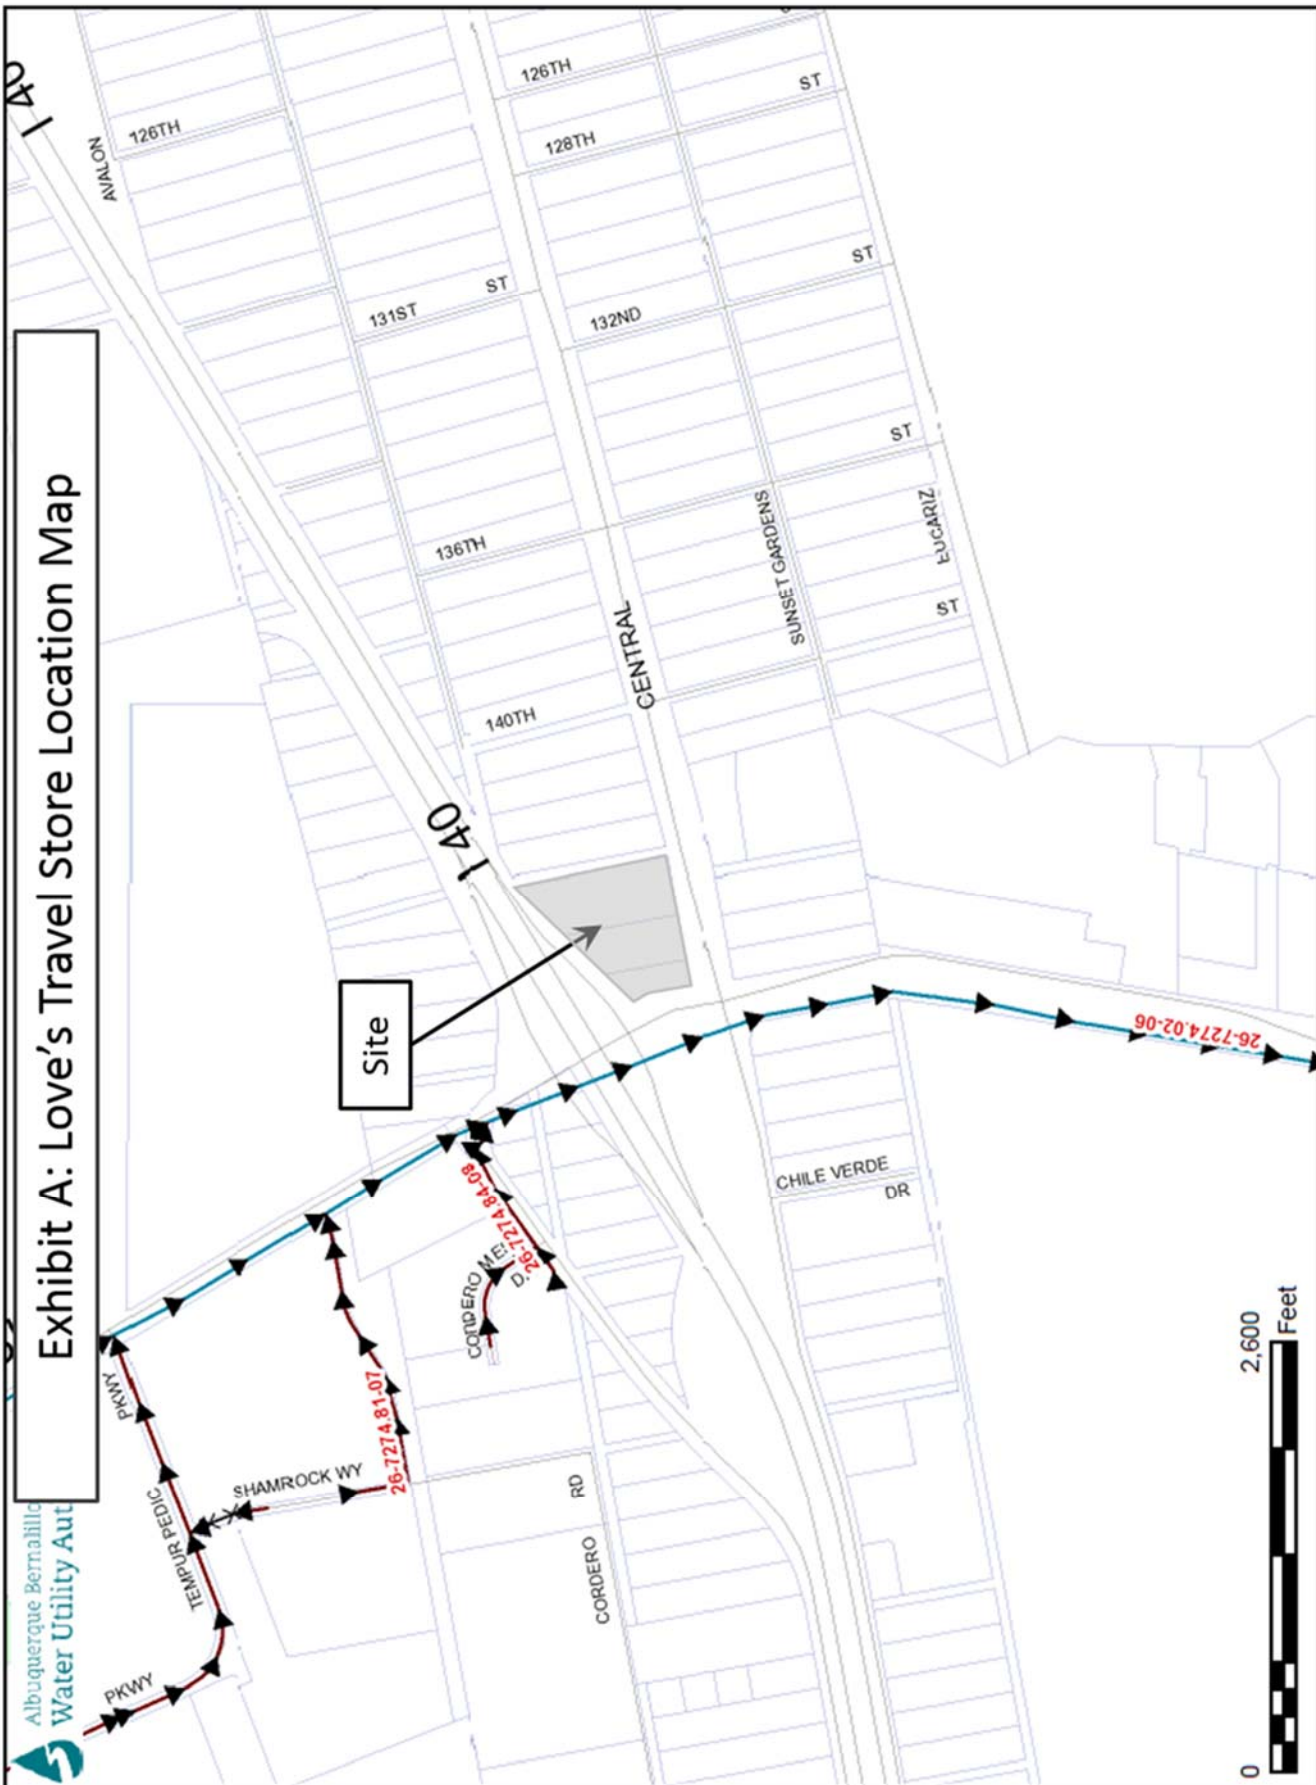 Exhibit A: Love's Travel Store Location Map
Albuquerque Bernalillo
Water Utility Aut
I 40
AVALON
126TH
126TH
128TH
ST
131ST
ST
132ND
ST
136TH
ST
SUNSET GARDENS
EUCARIZ
ST
CENTRAL
140TH
I 40
Site
26-7274.02-06
26-7274.84-08
CORDERO ME
D
CHILE VERDE
DR
PKWY
26-7274.81-07
SHAMROCK WY
TEMPUR PEDIC
PKWY
CORDERO
RD
0
2,600
Feet